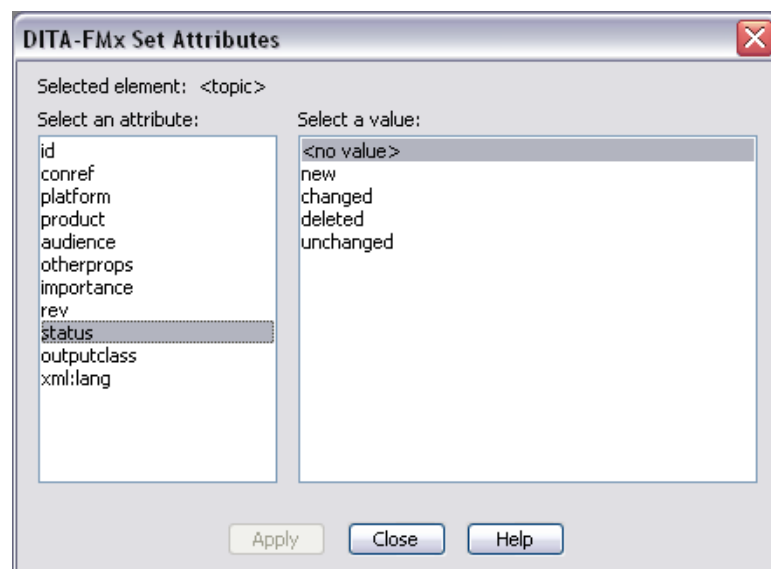 DITA-FMx Set Attributes
Selected element: <topic>
Select an attribute:
id
conref
platform
product
audience
otherprops
importance
rev
status
outputclass
xml:lang
Select a value:
<no value>
new
changed
deleted
unchanged
Apply Close Help